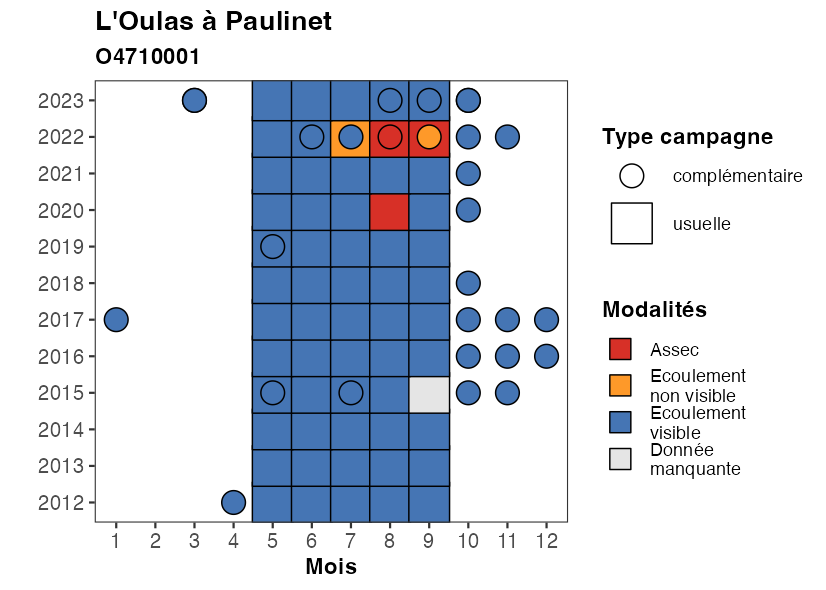 L'Oulas à Paulinet
O4710001
2023
2022
2021
2020
2019
2018
2017
2016
2015
2014
2013
2012
1 2 3 4 5 6 7 8 9 10 11 12
Mois
Type campagne
complémentaire
usuelle
Modalités
Assec
Ecoulement
non visible
Ecoulement
visible
Donnée
manquante